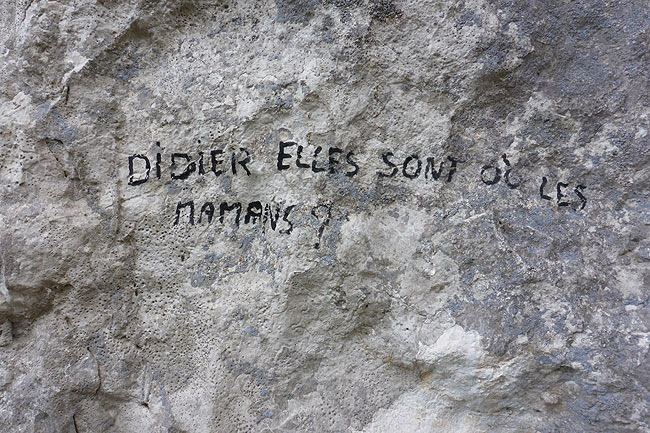 DiDiER ELLES SONT OÙ LES
MAMANS ?